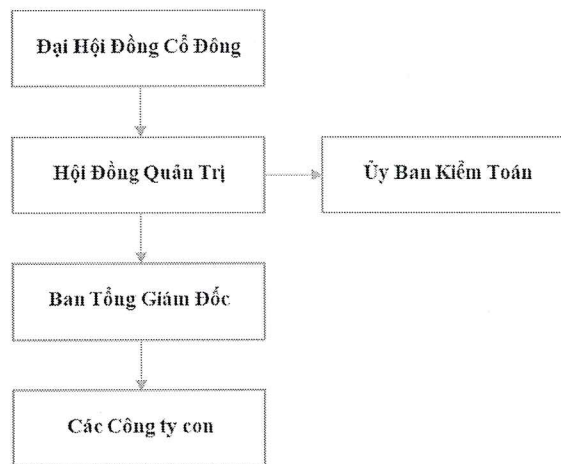 Đại Hội Đồng Cổ Đông
Hội Đồng Quản Trị
Ủy Ban Kiểm Toán
Ban Tổng Giám Đốc
Các Công ty con